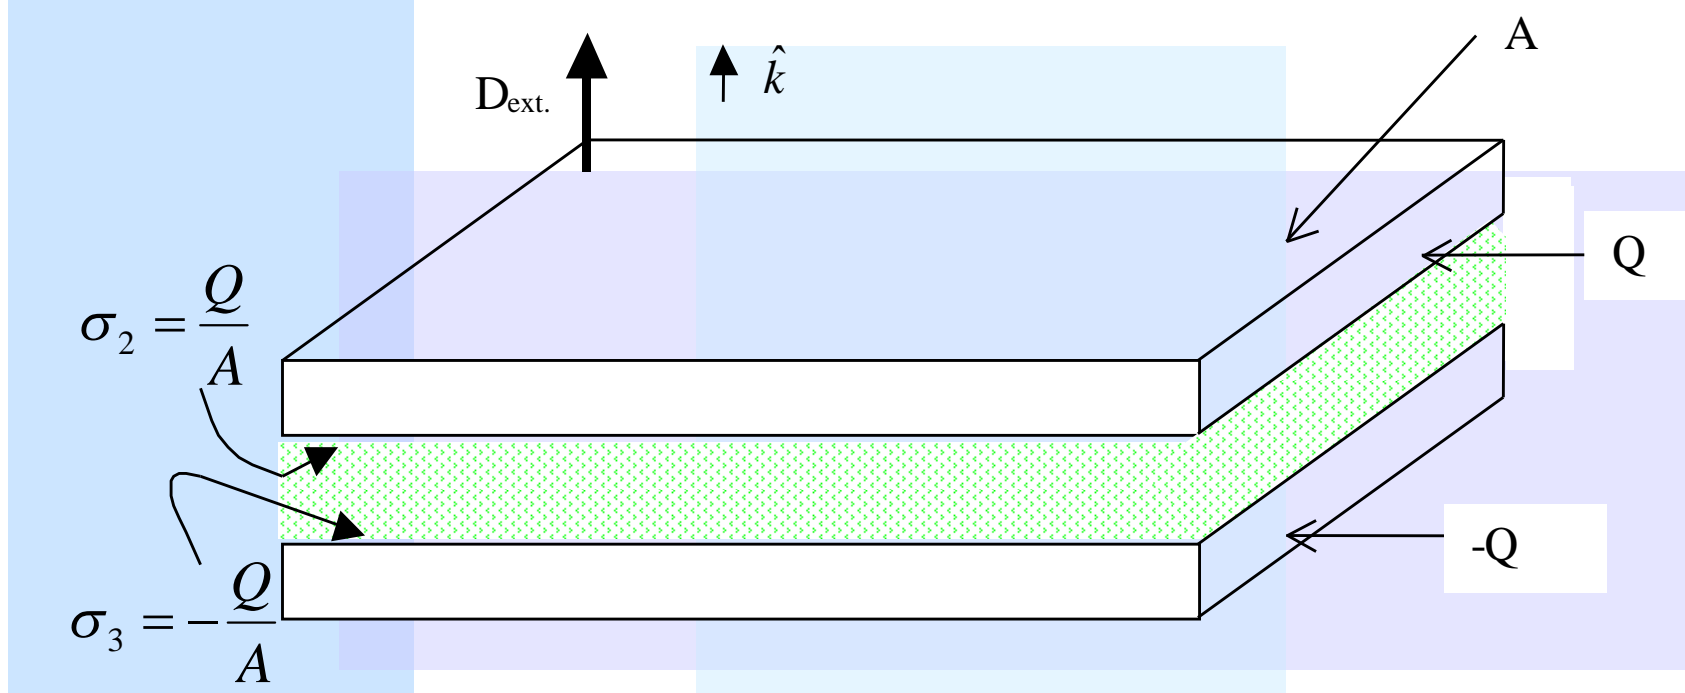 A
D_ext.
k̂
Q
σ₂ = Q/A
-Q
σ₃ = −Q/A